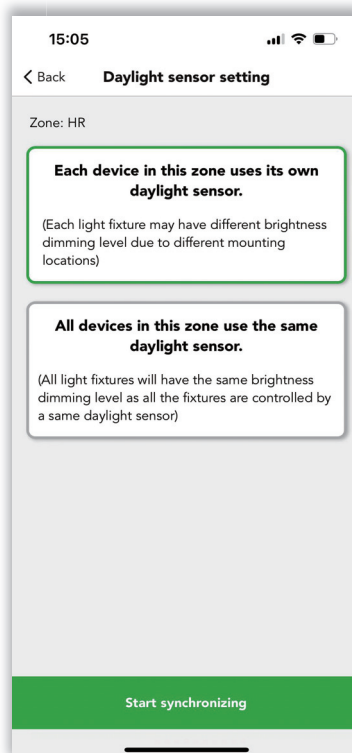 15:05
Back Daylight sensor setting
Zone: HR
Each device in this zone uses its own
daylight sensor.
(Each light fixture may have different brightness
dimming level due to different mounting
locations)
All devices in this zone use the same
daylight sensor.
(All light fixtures will have the same brightness
dimming level as all the fixtures are controlled by
a same daylight sensor)
Start synchronizing